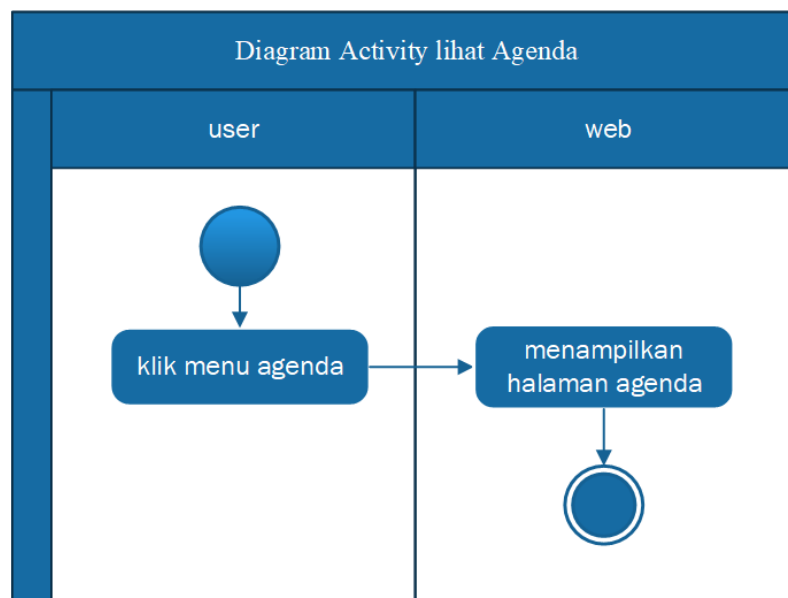 Diagram Activity lihat Agenda
user
web
klik menu agenda
menampilkan
halaman agenda